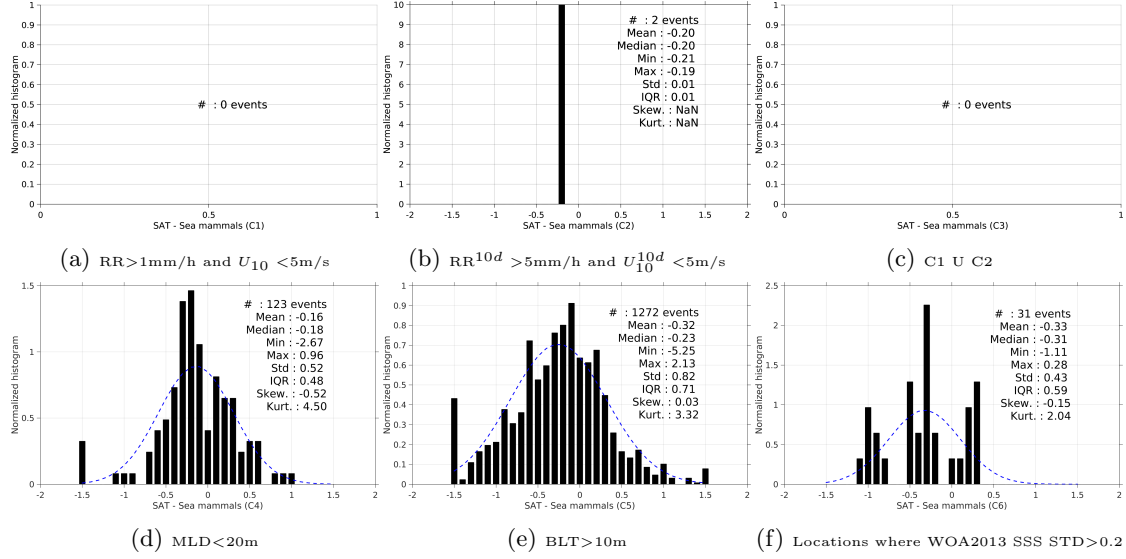 Normalized histogram
1
0.9
0.8
0.7
0.6
0.5
0.4
0.3
0.2
0.1
0
# : 0 events
0 0.5 1
SAT - Sea mammals (C1)
(a) RR>1mm/h and U10 <5m/s
Normalized histogram
10
9
8
7
6
5
4
3
2
1
0
# : 2 events
Mean : -0.20
Median : -0.20
Min : -0.21
Max : -0.19
Std : 0.01
IQR : 0.01
Skew. : NaN
Kurt. : NaN
-2 -1.5 -1 -0.5 0 0.5 1 1.5 2
SAT - Sea mammals (C2)
(b) RR^10d >5mm/h and U10^10d <5m/s
Normalized histogram
1
0.9
0.8
0.7
0.6
0.5
0.4
0.3
0.2
0.1
0
# : 0 events
0 0.5 1
SAT - Sea mammals (C3)
(c) C1 U C2
Normalized histogram
1.5
1
0.5
0
# : 123 events
Mean : -0.16
Median : -0.18
Min : -2.67
Max : 0.96
Std : 0.52
IQR : 0.48
Skew. : -0.52
Kurt. : 4.50
-2 -1.5 -1 -0.5 0 0.5 1 1.5 2
SAT - Sea mammals (C4)
(d) MLD<20m
Normalized histogram
1
0.9
0.8
0.7
0.6
0.5
0.4
0.3
0.2
0.1
0
# : 1272 events
Mean : -0.32
Median : -0.23
Min : -5.25
Max : 2.13
Std : 0.82
IQR : 0.71
Skew. : 0.03
Kurt. : 3.32
-2 -1.5 -1 -0.5 0 0.5 1 1.5 2
SAT - Sea mammals (C5)
(e) BLT>10m
Normalized histogram
2.5
2
1.5
1
0.5
0
# : 31 events
Mean : -0.33
Median : -0.31
Min : -1.11
Max : 0.28
Std : 0.43
IQR : 0.59
Skew. : -0.15
Kurt. : 2.04
-2 -1.5 -1 -0.5 0 0.5 1 1.5 2
SAT - Sea mammals (C6)
(f) Locations where WOA2013 SSS STD>0.2